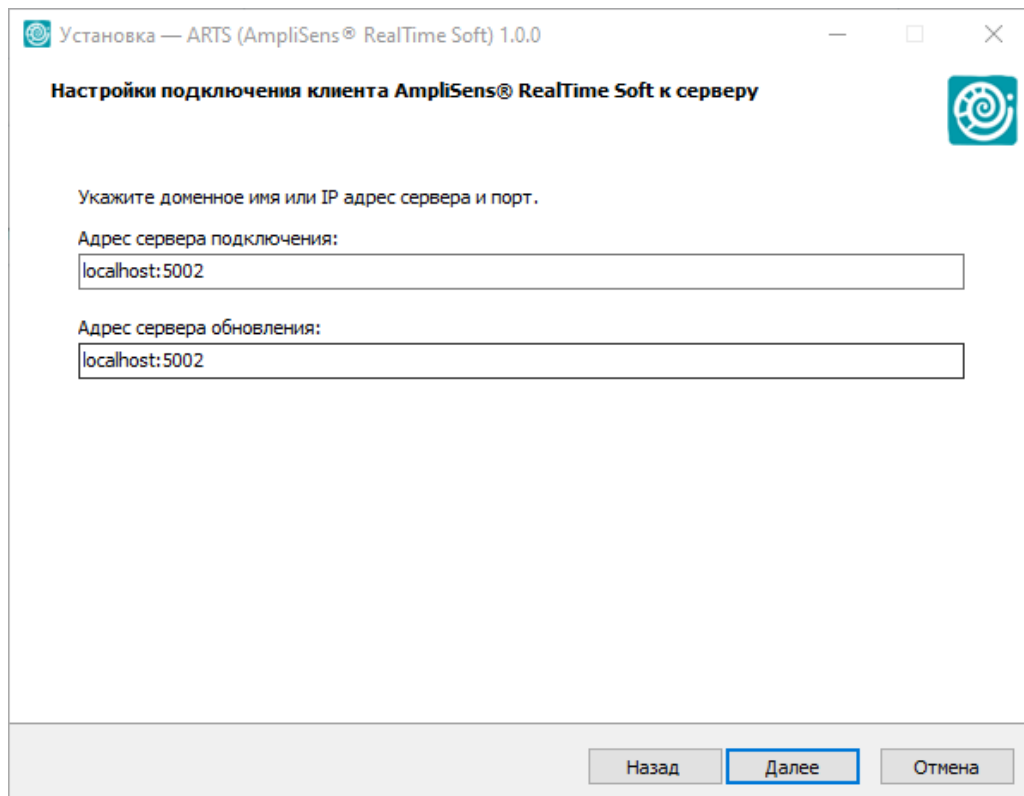 Установка — ARTS (AmpliSens® RealTime Soft) 1.0.0
Настройки подключения клиента AmpliSens® RealTime Soft к серверу
Укажите доменное имя или IP адрес сервера и порт.
Адрес сервера подключения:
localhost:5002
Адрес сервера обновления:
localhost:5002
Назад Далее Отмена